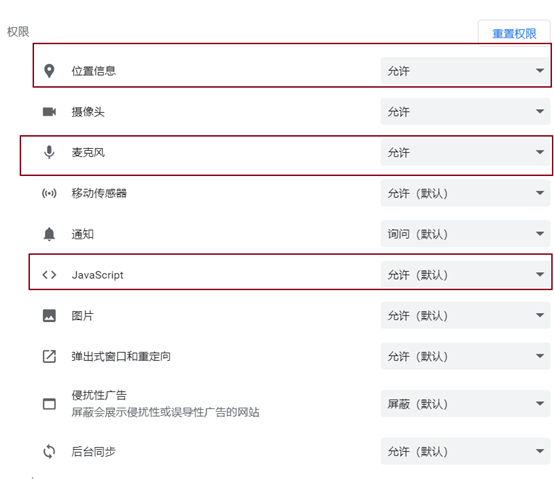 权限
重置权限
位置信息 允许
摄像头 允许
麦克风 允许
移动传感器 允许（默认）
通知 询问（默认）
JavaScript 允许（默认）
图片 允许（默认）
弹出式窗口和重定向 允许（默认）
侵扰性广告
屏蔽会展示侵扰性或误导性广告的网站
屏蔽（默认）
后台同步 允许（默认）